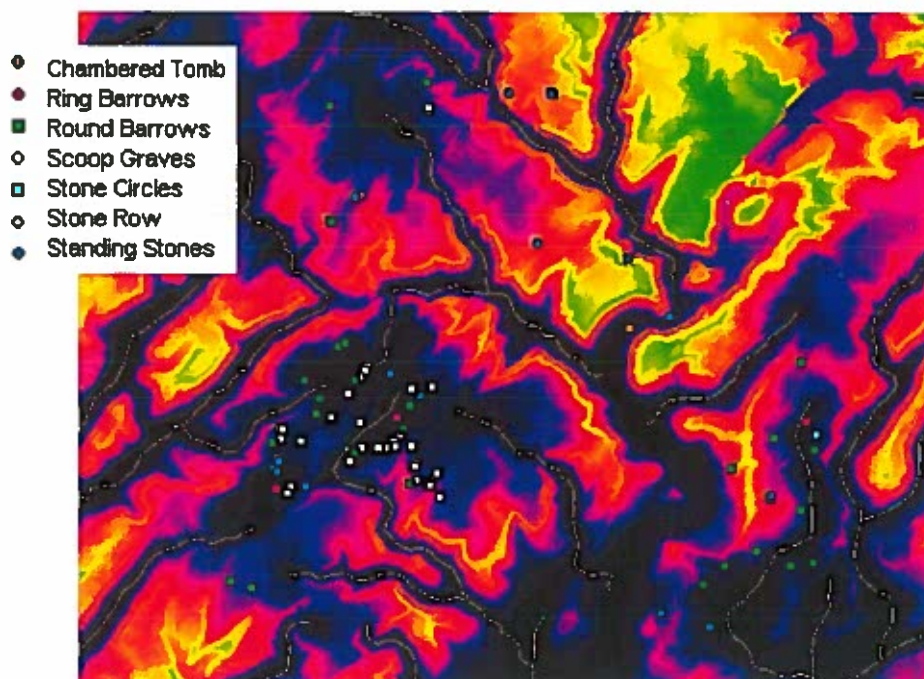 Chambered Tomb
Ring Barrows
Round Barrows
Scoop Graves
Stone Circles
Stone Row
Standing Stones